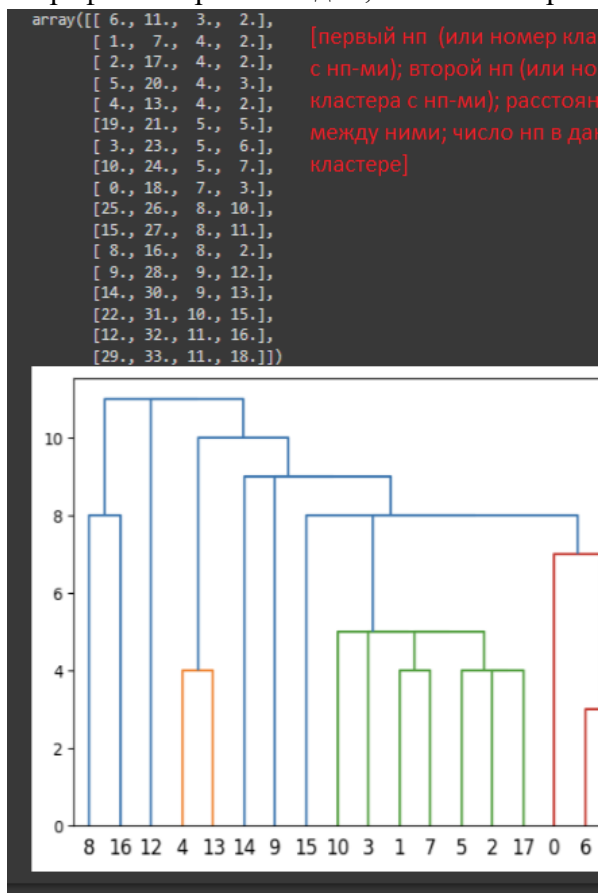 array([[ 6., 11., 3., 2.],
[ 1., 7., 4., 2.],
[ 2., 17., 4., 2.],
[ 5., 20., 4., 3.],
[ 4., 13., 4., 2.],
[19., 21., 5., 5.],
[ 3., 23., 5., 6.],
[10., 24., 5., 7.],
[ 0., 18., 7., 3.],
[25., 26., 8., 10.],
[15., 27., 8., 11.],
[ 8., 16., 8., 2.],
[ 9., 28., 9., 12.],
[14., 30., 9., 13.],
[22., 31., 10., 15.],
[12., 32., 11., 16.],
[29., 33., 11., 18.]])
[первый нп (или номер кла
с нп-ми); второй нп (или но
кластера с нп-ми); расстоян
между ними; число нп в дан
кластере]
10
8
6
4
2
0
8 16 12 4 13 14 9 15 10 3 1 7 5 2 17 0 6